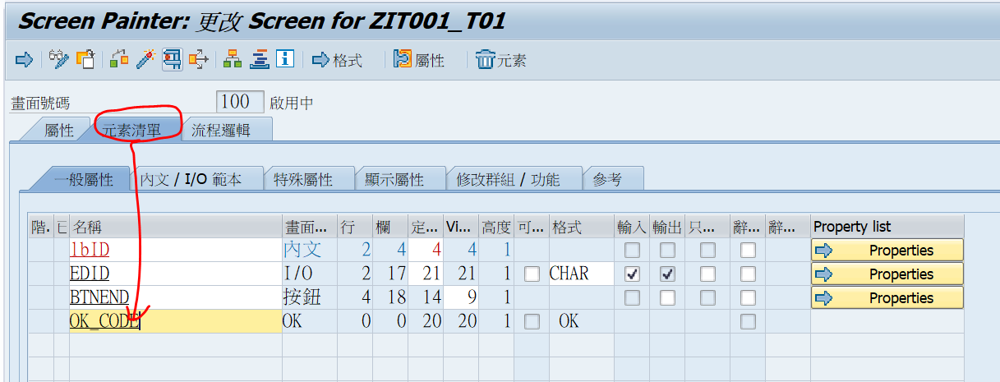 Screen Painter: 更改 Screen for ZIT001_T01
格式 屬性 元素
畫面號碼 100 啟用中
屬性 元素清單 流程邏輯
一般屬性 內文 / I/O 範本 特殊屬性 顯示屬性 修改群組 / 功能 參考
階. 名稱 畫面... 行 欄 定... Vi... 高度 可... 格式 輸入 輸出 只... 辭... 辭... Property list
lbID 內文 2 4 4 4 1 Properties
EDID I/O 2 17 21 21 1 CHAR Properties
BTNEND 按鈕 4 18 14 9 1 Properties
OK_CODE OK 0 0 20 20 1 OK